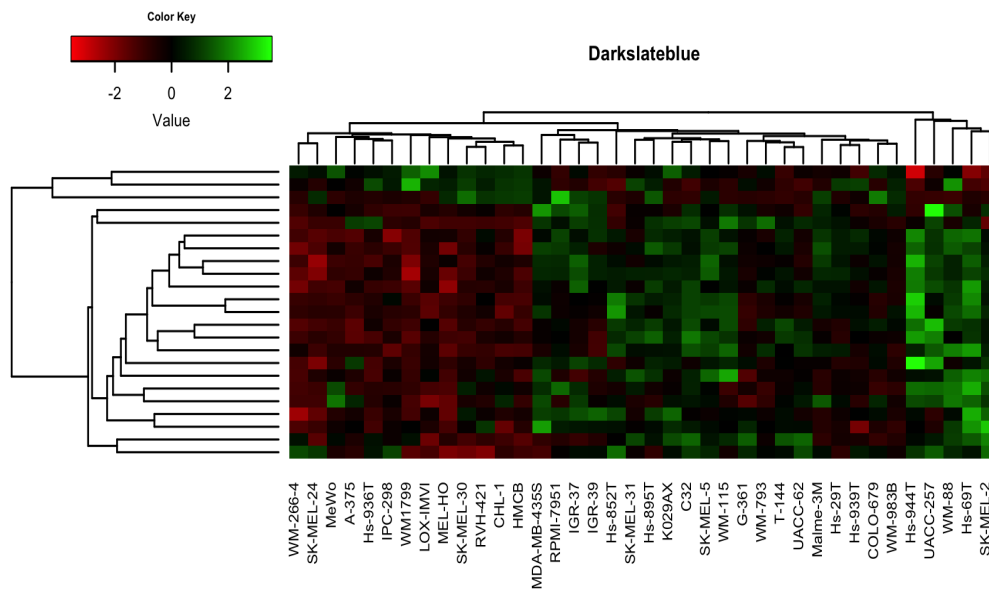 Color Key
-2 0 2
Value
Darkslateblue
WM-266-4
SK-MEL-24
MeWo
A-375
Hs-936T
IPC-298
WM1799
LOX-IMVI
MEL-HO
SK-MEL-30
RVH-421
CHL-1
HMCB
MDA-MB-435S
RPMI-7951
IGR-37
IGR-39
Hs-852T
SK-MEL-31
Hs-895T
K029AX
C32
SK-MEL-5
WM-115
G-361
WM-793
T-144
UACC-62
Malme-3M
Hs-29T
Hs-939T
COLO-679
WM-983B
Hs-944T
UACC-257
WM-88
Hs-69T
SK-MEL-2